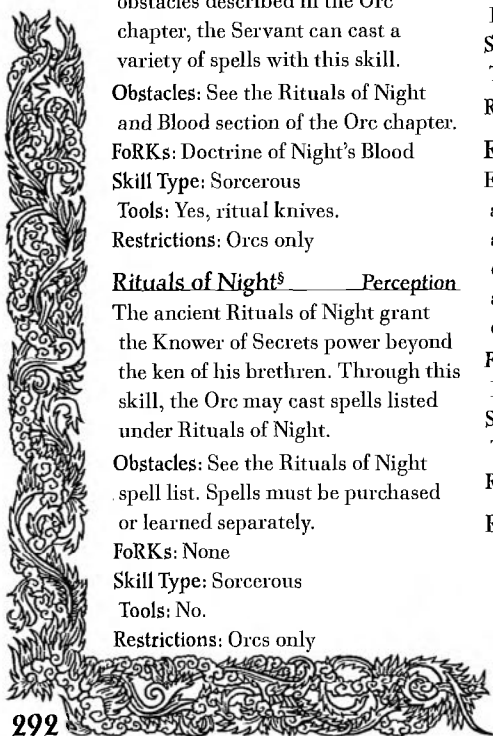 obstacles described in the Orc
chapter, the Servant can cast a
variety of spells with this skill.
Obstacles: See the Rituals of Night
and Blood section of the Orc chapter.
FoRKs: Doctrine of Night's Blood
Skill Type: Sorcerous
Tools: Yes, ritual knives.
Restrictions: Orcs only
Rituals of Night§ Perception
The ancient Rituals of Night grant
the Knower of Secrets power beyond
the ken of his brethren. Through this
skill, the Orc may cast spells listed
under Rituals of Night.
Obstacles: See the Rituals of Night
spell list. Spells must be purchased
or learned separately.
FoRKs: None
Skill Type: Sorcerous
Tools: No.
Restrictions: Orcs only
292